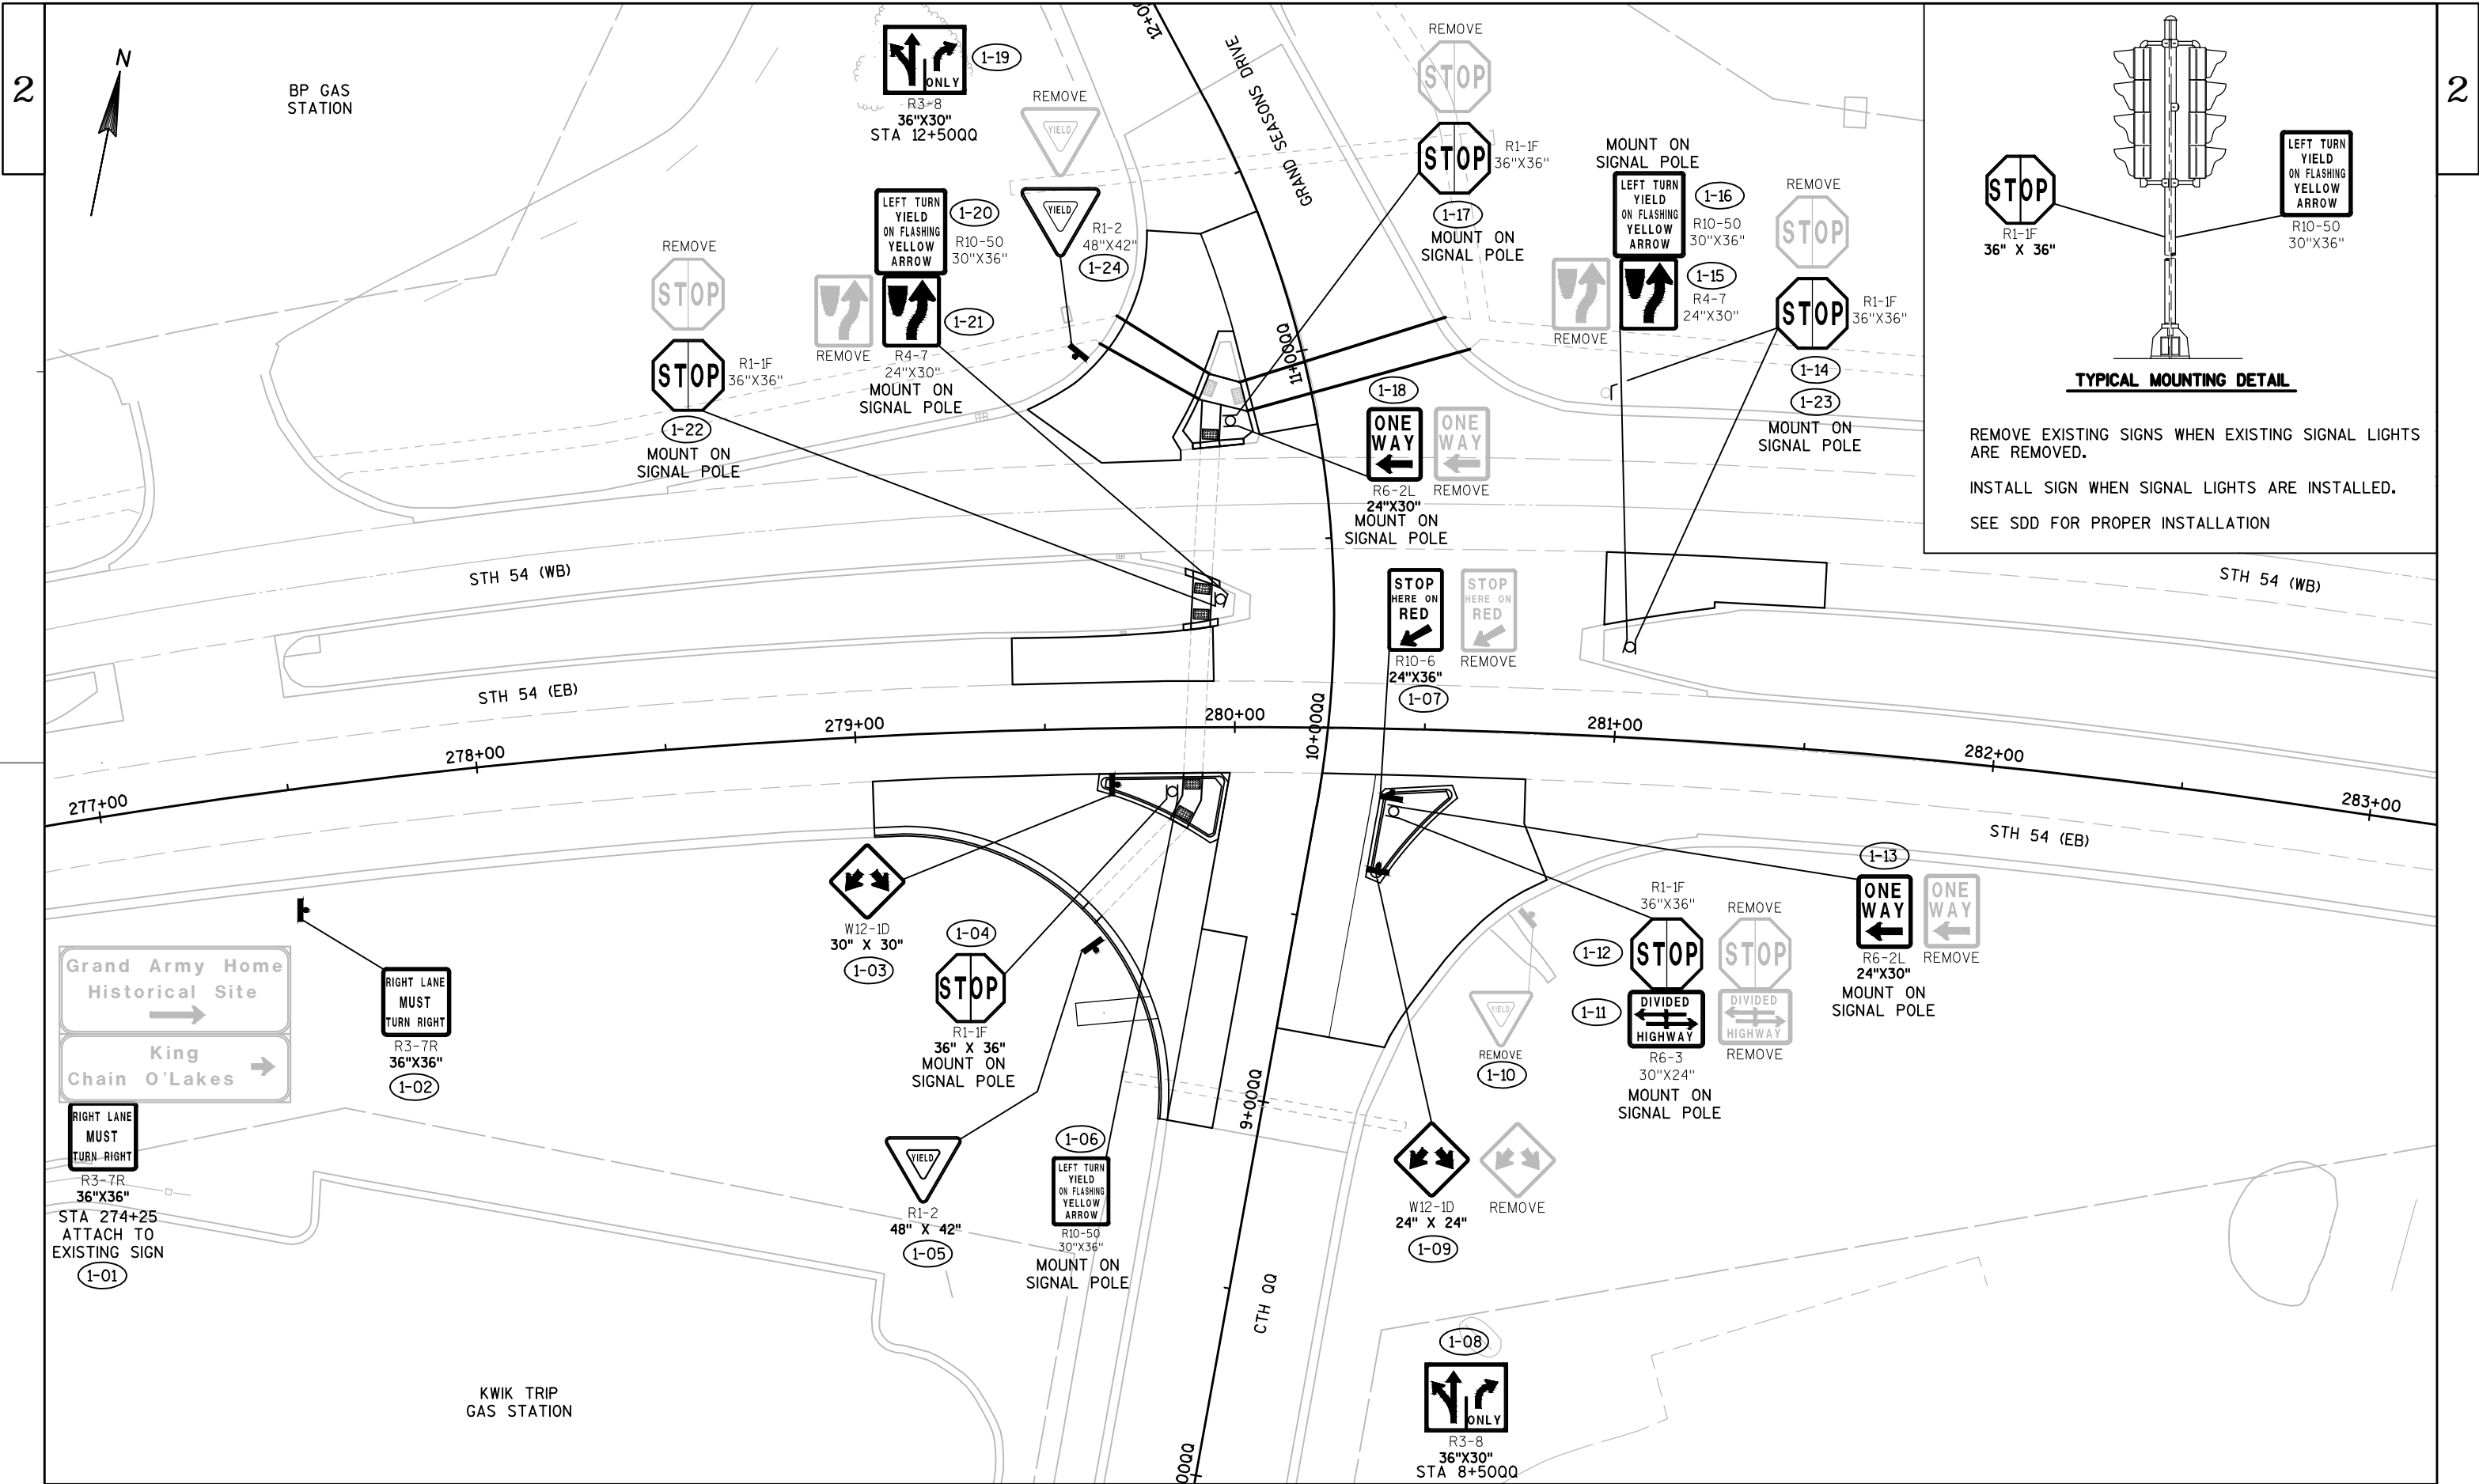 2
2
N
BP GAS
STATION
ONLY
1-19
R3-8
36"X30"
STA 12+50QQ
REMOVE
YIELD
YIELD
R1-2
48"X42"
1-24
LEFT TURN
YIELD
ON FLASHING
YELLOW
ARROW
1-20
R10-50
30"X36"
1-21
REMOVE
R4-7
24"X30"
MOUNT ON
SIGNAL POLE
REMOVE
STOP
STOP
R1-1F
36"X36"
1-22
MOUNT ON
SIGNAL POLE
12+00
GRAND SEASONS DRIVE
11+00QQ
REMOVE
STOP
STOP
R1-1F
36"X36"
1-17
MOUNT ON
SIGNAL POLE
MOUNT ON
SIGNAL POLE
LEFT TURN
YIELD
ON FLASHING
YELLOW
ARROW
1-16
R10-50
30"X36"
1-15
R4-7
24"X30"
REMOVE
REMOVE
STOP
STOP
R1-1F
36"X36"
1-14
1-23
MOUNT ON
SIGNAL POLE
1-18
ONE
WAY
ONE
WAY
R6-2L
24"X30"
REMOVE
MOUNT ON
SIGNAL POLE
STOP
R1-1F
36" X 36"
LEFT TURN
YIELD
ON FLASHING
YELLOW
ARROW
R10-50
30"X36"
TYPICAL MOUNTING DETAIL
REMOVE EXISTING SIGNS WHEN EXISTING SIGNAL LIGHTS
ARE REMOVED.
INSTALL SIGN WHEN SIGNAL LIGHTS ARE INSTALLED.
SEE SDD FOR PROPER INSTALLATION
STH 54 (WB)
STH 54 (WB)
STH 54 (EB)
STOP
HERE ON
RED
STOP
HERE ON
RED
R10-6
24"X36"
REMOVE
1-07
277+00
278+00
279+00
280+00
10+00QQ
281+00
282+00
283+00
STH 54 (EB)
Grand Army Home
Historical Site
King
Chain O'Lakes
RIGHT LANE
MUST
TURN RIGHT
R3-7R
36"X36"
STA 274+25
ATTACH TO
EXISTING SIGN
1-01
RIGHT LANE
MUST
TURN RIGHT
R3-7R
36"X36"
1-02
W12-1D
30" X 30"
1-03
1-04
STOP
R1-1F
36" X 36"
MOUNT ON
SIGNAL POLE
YIELD
R1-2
48" X 42"
1-05
1-06
LEFT TURN
YIELD
ON FLASHING
YELLOW
ARROW
R10-50
30"X36"
MOUNT ON
SIGNAL POLE
9+00QQ
CTH QQ
00QQ
YIELD
REMOVE
1-10
R1-1F
36"X36"
REMOVE
1-12
STOP
STOP
1-11
DIVIDED
HIGHWAY
DIVIDED
HIGHWAY
R6-3
30"X24"
REMOVE
MOUNT ON
SIGNAL POLE
1-13
ONE
WAY
ONE
WAY
R6-2L
24"X30"
REMOVE
MOUNT ON
SIGNAL POLE
W12-1D
24" X 24"
REMOVE
1-09
1-08
ONLY
R3-8
36"X30"
STA 8+50QQ
KWIK TRIP
GAS STATION